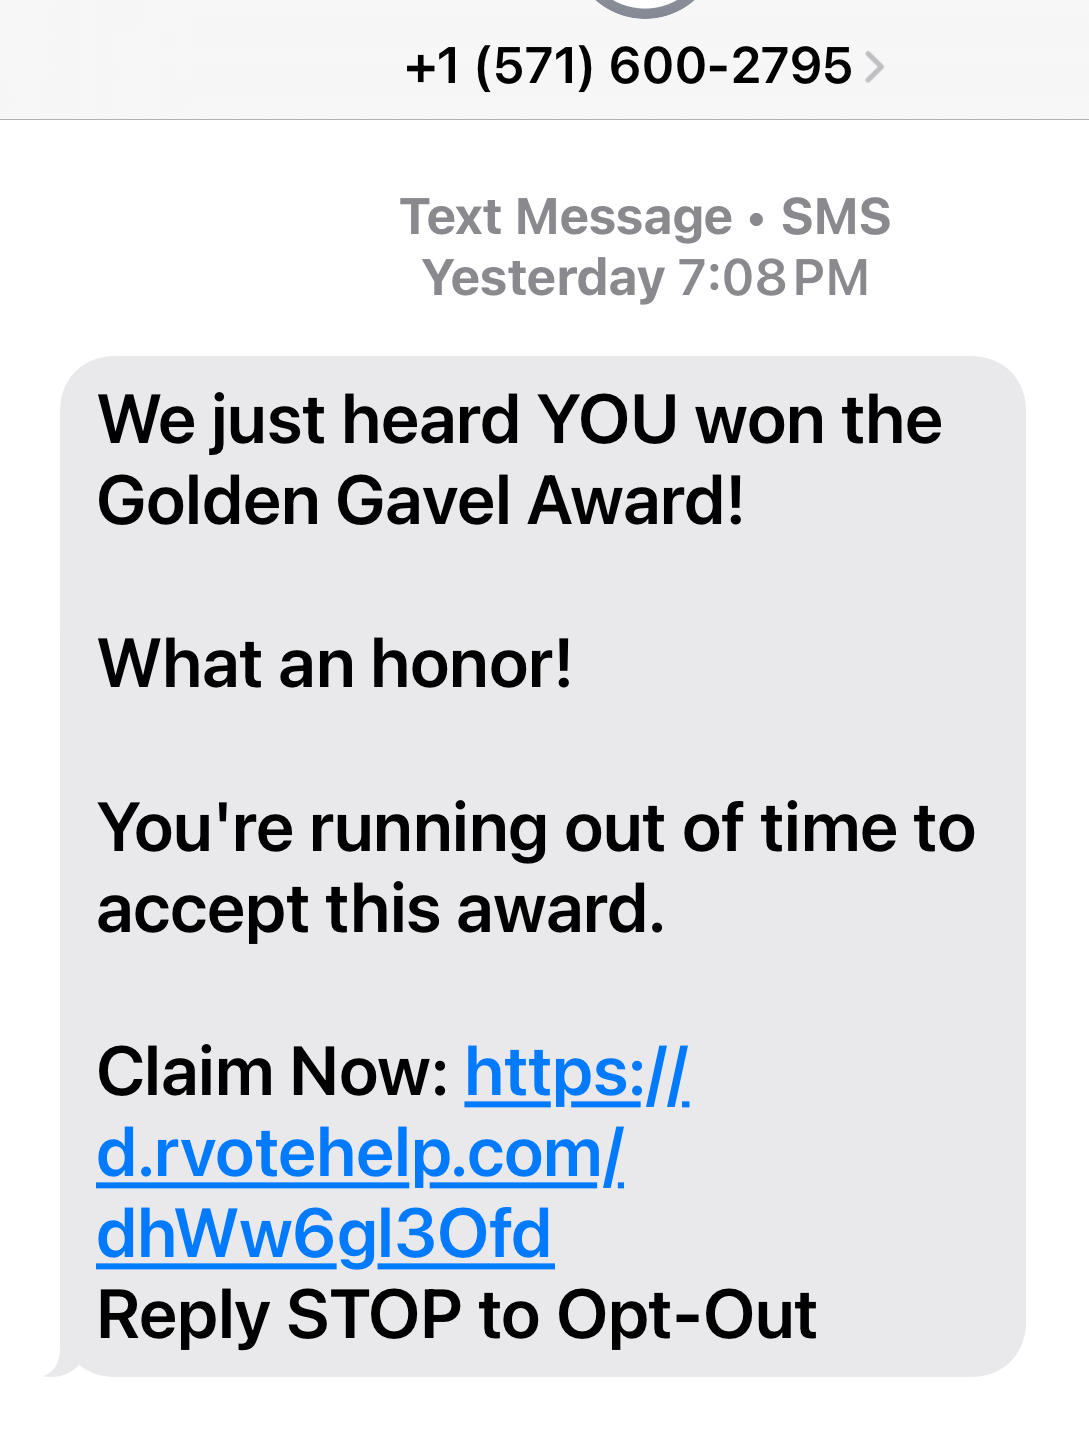 +1 (571) 600-2795
Text Message • SMS
Yesterday 7:08 PM
We just heard YOU won the
Golden Gavel Award!
What an honor!
You're running out of time to
accept this award.
Claim Now: https://
d.rvotehelp.com/
dhWw6gl3Ofd
Reply STOP to Opt-Out